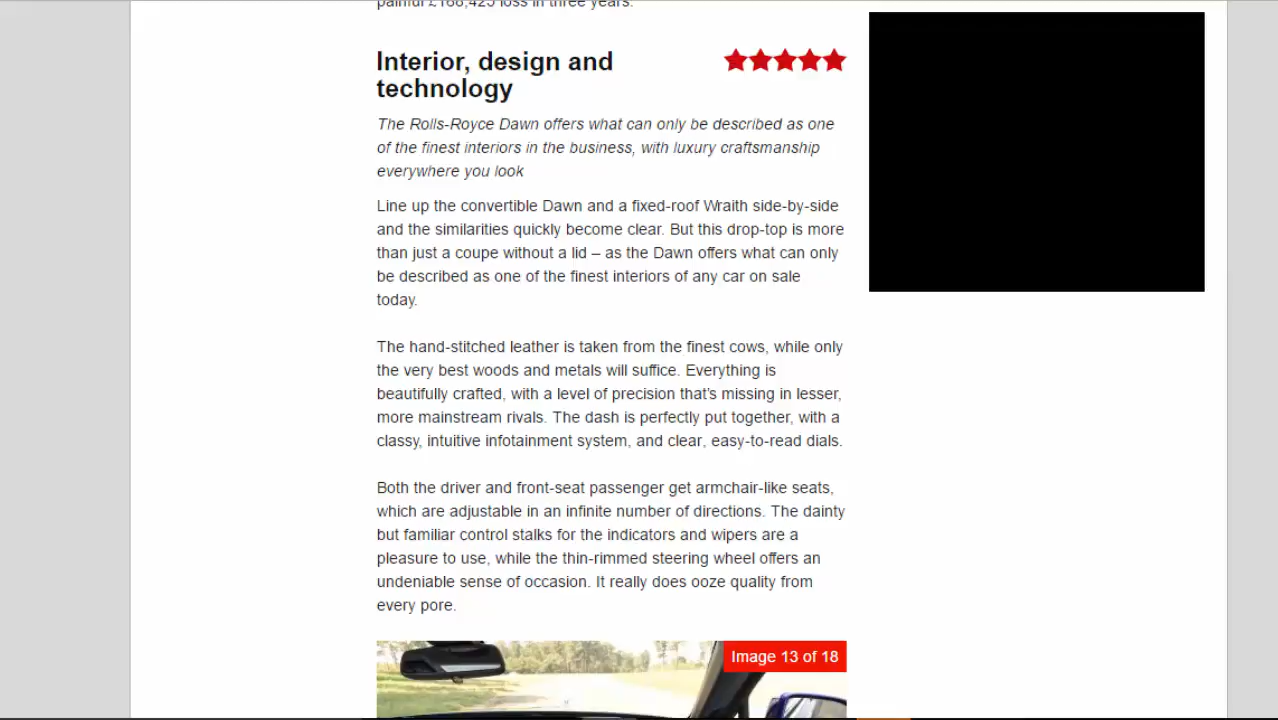 painful £168,425 loss in three years.
Interior, design and
technology
The Rolls-Royce Dawn offers what can only be described as one
of the finest interiors in the business, with luxury craftsmanship
everywhere you look
Line up the convertible Dawn and a fixed-roof Wraith side-by-side
and the similarities quickly become clear. But this drop-top is more
than just a coupe without a lid – as the Dawn offers what can only
be described as one of the finest interiors of any car on sale
today.
The hand-stitched leather is taken from the finest cows, while only
the very best woods and metals will suffice. Everything is
beautifully crafted, with a level of precision that's missing in lesser,
more mainstream rivals. The dash is perfectly put together, with a
classy, intuitive infotainment system, and clear, easy-to-read dials.
Both the driver and front-seat passenger get armchair-like seats,
which are adjustable in an infinite number of directions. The dainty
but familiar control stalks for the indicators and wipers are a
pleasure to use, while the thin-rimmed steering wheel offers an
undeniable sense of occasion. It really does ooze quality from
every pore.
Image 13 of 18